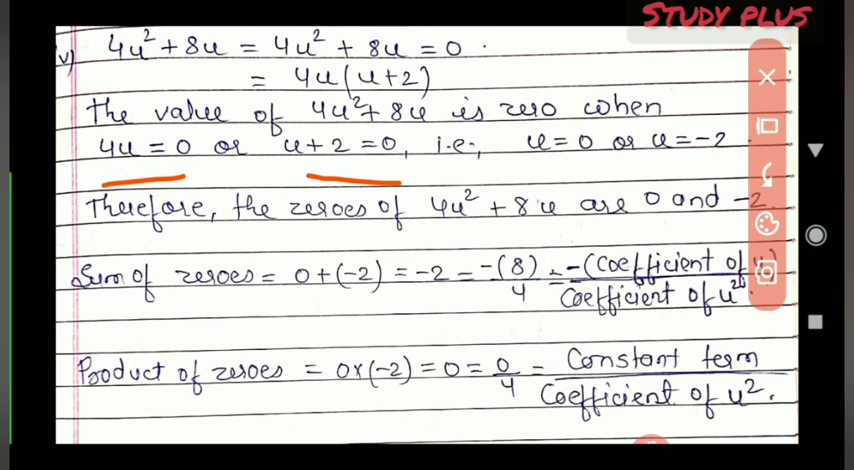 STUDY PLUS
v) 4u² + 8u = 4u² + 8u = 0.
= 4u(u+2)
The value of 4u² + 8u is zero when
4u = 0 or u + 2 = 0, i.e., u = 0 or u = -2
Therefore, the zeroes of 4u² + 8u are 0 and -2.
Sum of zeroes = 0 + (-2) = -2 = -(8)/4 = -(Coefficient of u)/Coefficient of u²
Product of zeroes = 0x(-2) = 0 = 0/4 = Constant term/Coefficient of u².